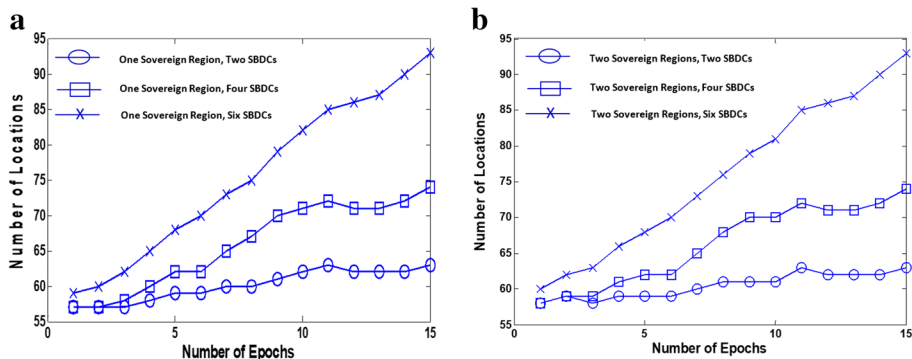 a
95
90
85
80
75
70
65
60
55
0
5
10
15
Number of Locations
Number of Epochs
One Sovereign Region, Two SBDCs
One Sovereign Region, Four SBDCs
One Sovereign Region, Six SBDCs
b
95
90
85
80
75
70
65
60
55
0
5
10
15
Number of Locations
Number of Epochs
Two Sovereign Regions, Two SBDCs
Two Sovereign Regions, Four SBDCs
Two Sovereign Regions, Six SBDCs